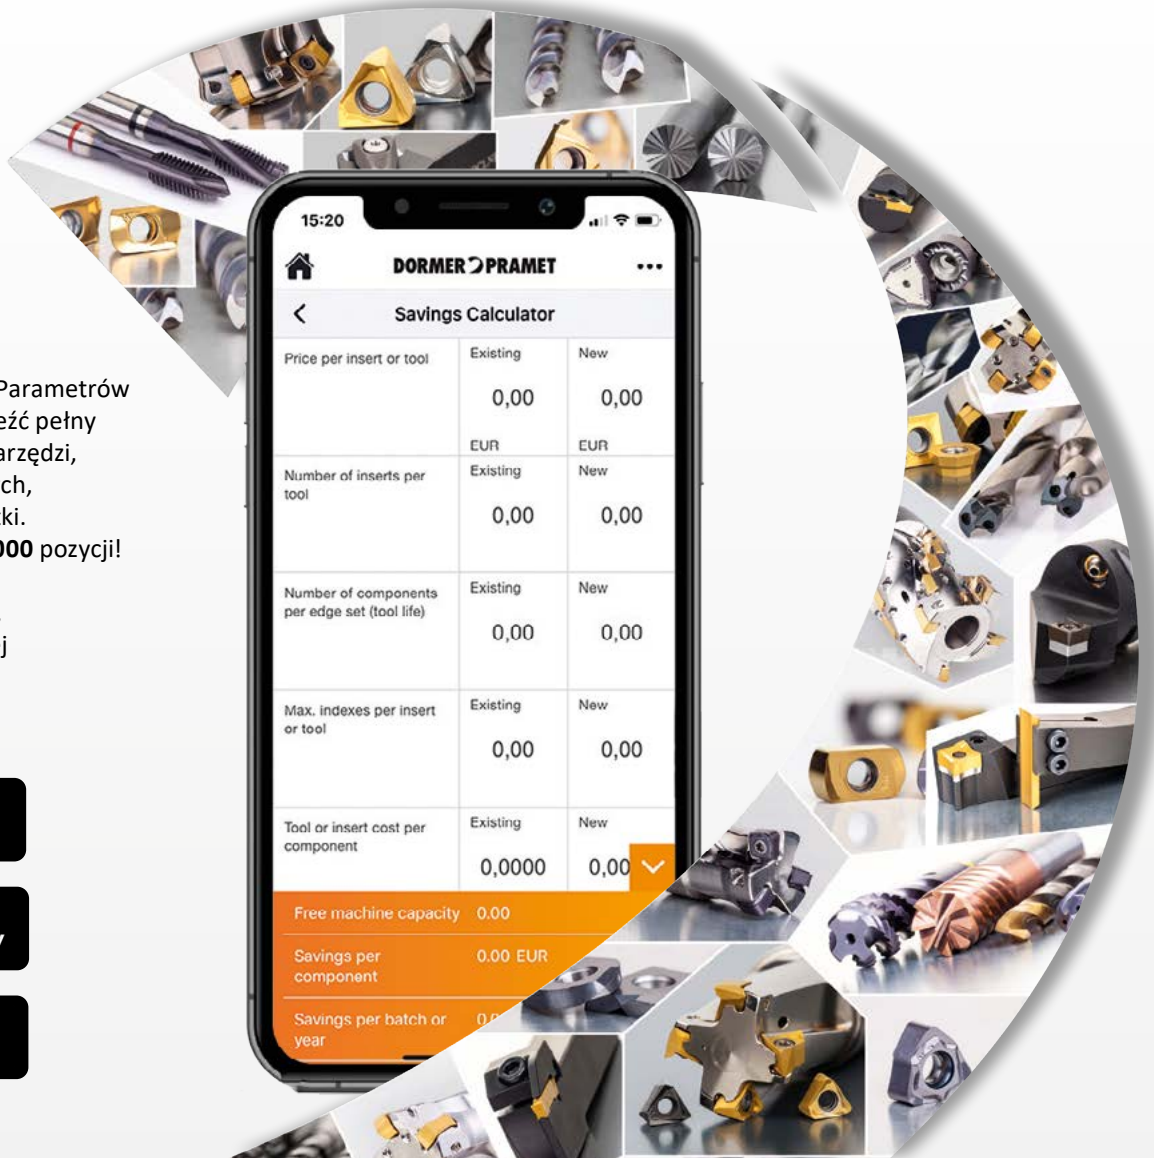 15:20
DORMER PRAMET
Savings Calculator
Price per insert or tool
Existing
New
0,00
0,00
EUR
EUR
Number of inserts per
tool
Existing
New
0,00
0,00
Number of components
per edge set (tool life)
Existing
New
0,00
0,00
Max. indexes per insert
or tool
Existing
New
0,00
0,00
Tool or insert cost per
component
Existing
New
0,0000
0,00
Free machine capacity 0.00
Savings per
component
0.00 EUR
Savings per batch or
year
Parametrów
eźć pełny
arzędzi,
ch,
ki.
000 pozycji!
j